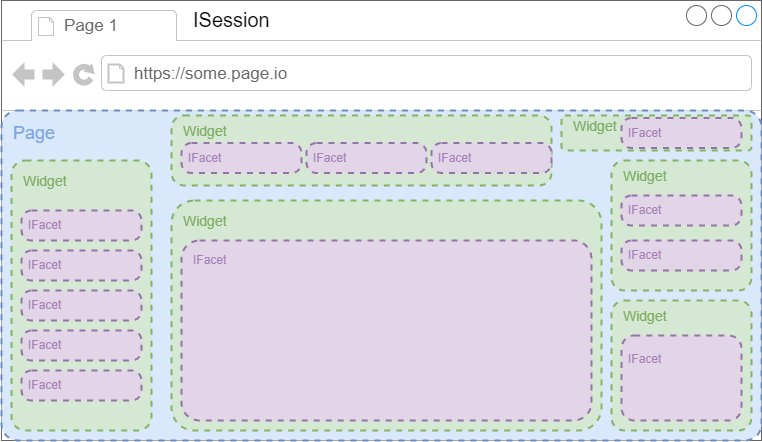 Page 1
ISession
https://some.page.io
Page
Widget
IFacet
IFacet
IFacet
IFacet
IFacet
Widget
IFacet IFacet IFacet
Widget
IFacet
Widget IFacet
Widget
IFacet
IFacet
Widget
IFacet